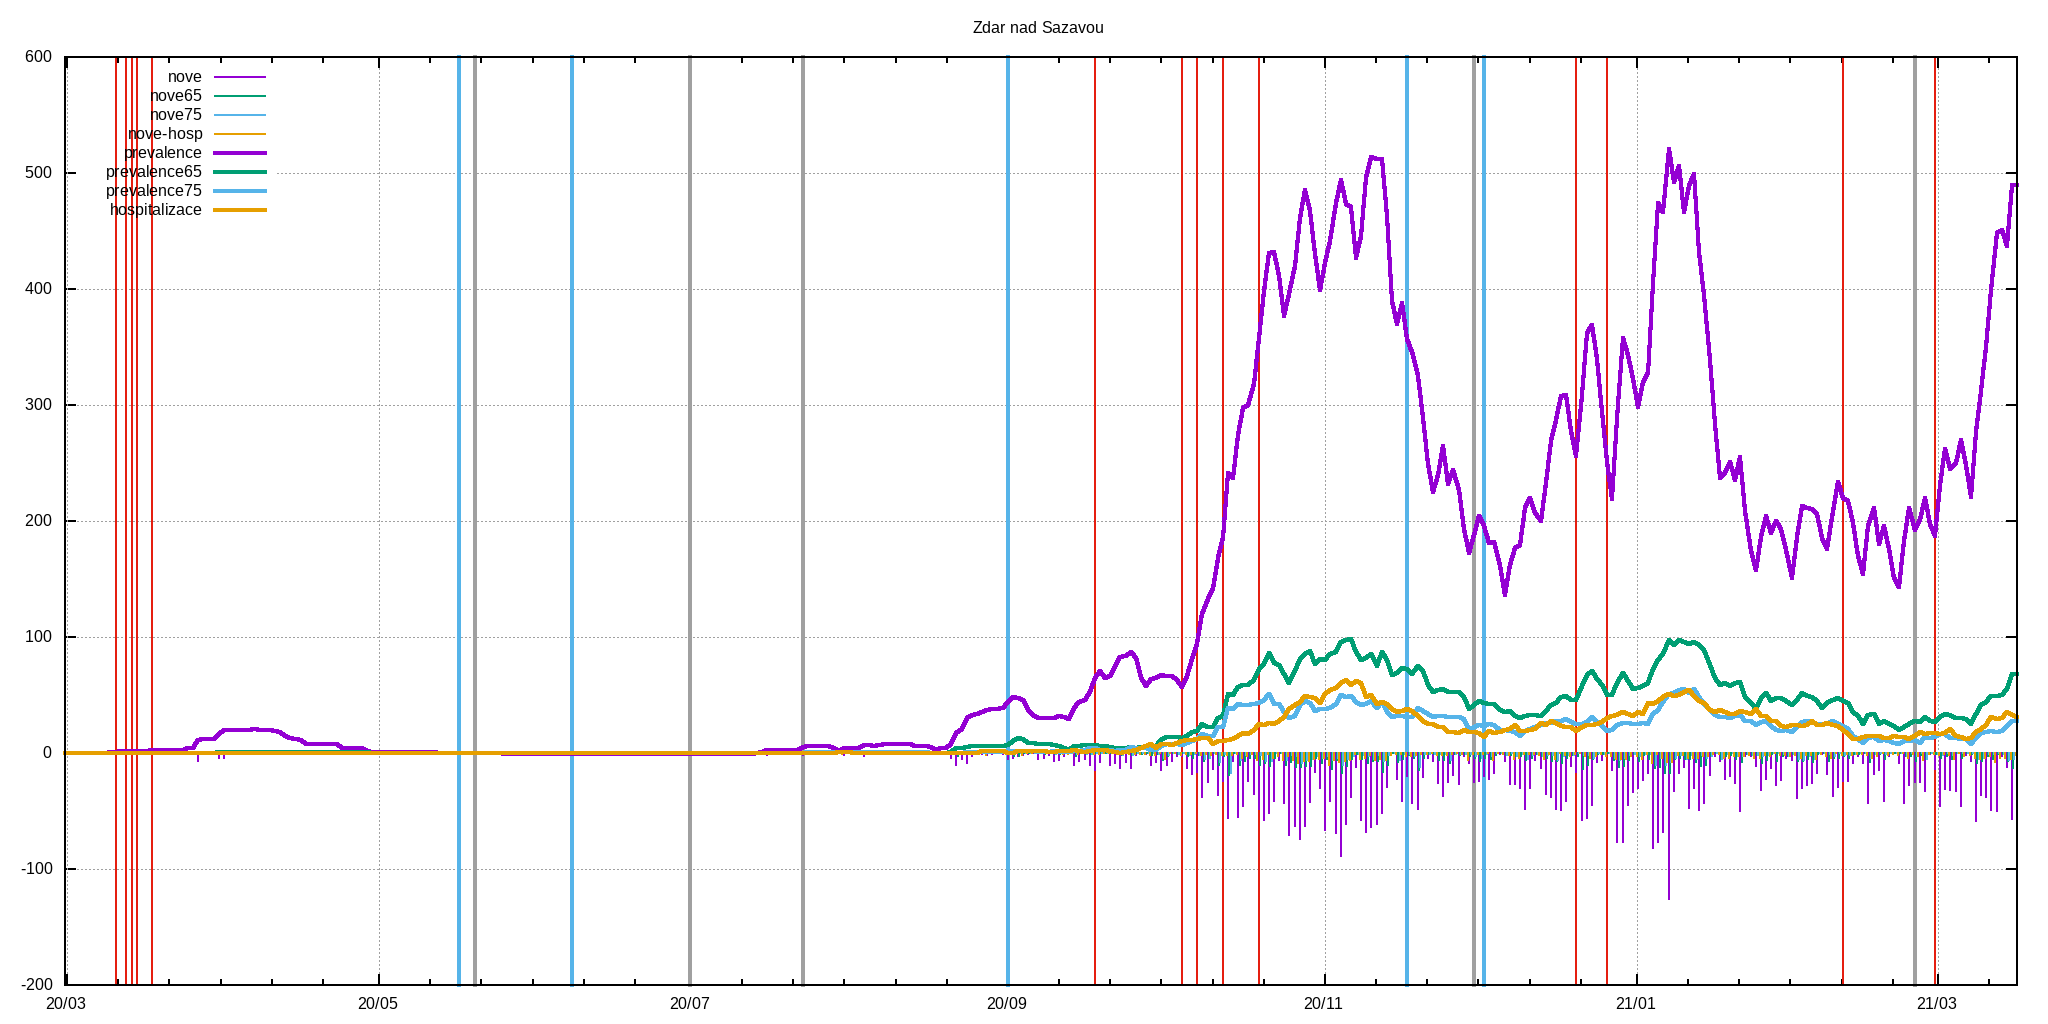 Zdar nad Sazavou
600
500
400
300
200
100
0
-100
-200
nove
nove65
nove75
nove-hosp
prevalence
prevalence65
prevalence75
hospitalizace
20/03 20/05 20/07 20/09 20/11 21/01 21/03